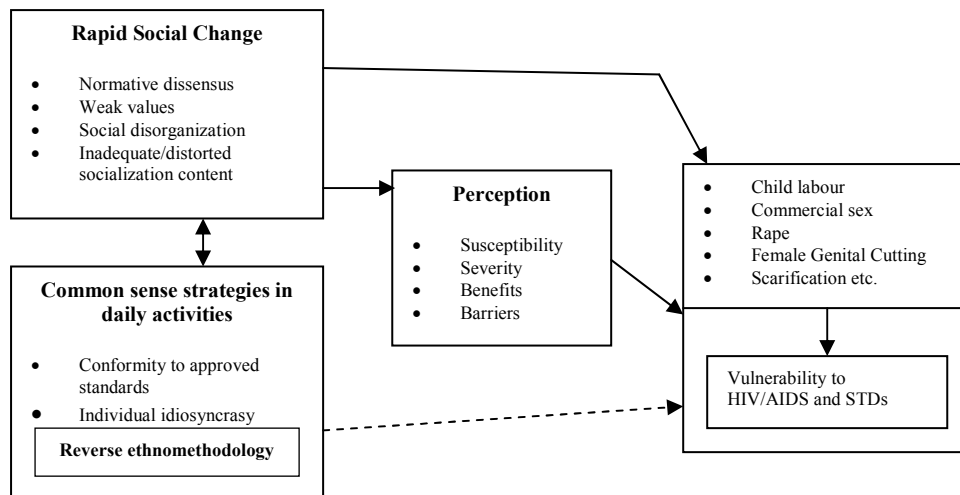 Rapid Social Change
• Normative dissensus
• Weak values
• Social disorganization
• Inadequate/distorted
socialization content
Common sense strategies in
daily activities
• Conformity to approved
standards
• Individual idiosyncrasy
Reverse ethnomethodology
Perception
• Susceptibility
• Severity
• Benefits
• Barriers
• Child labour
• Commercial sex
• Rape
• Female Genital Cutting
• Scarification etc.
Vulnerability to
HIV/AIDS and STDs